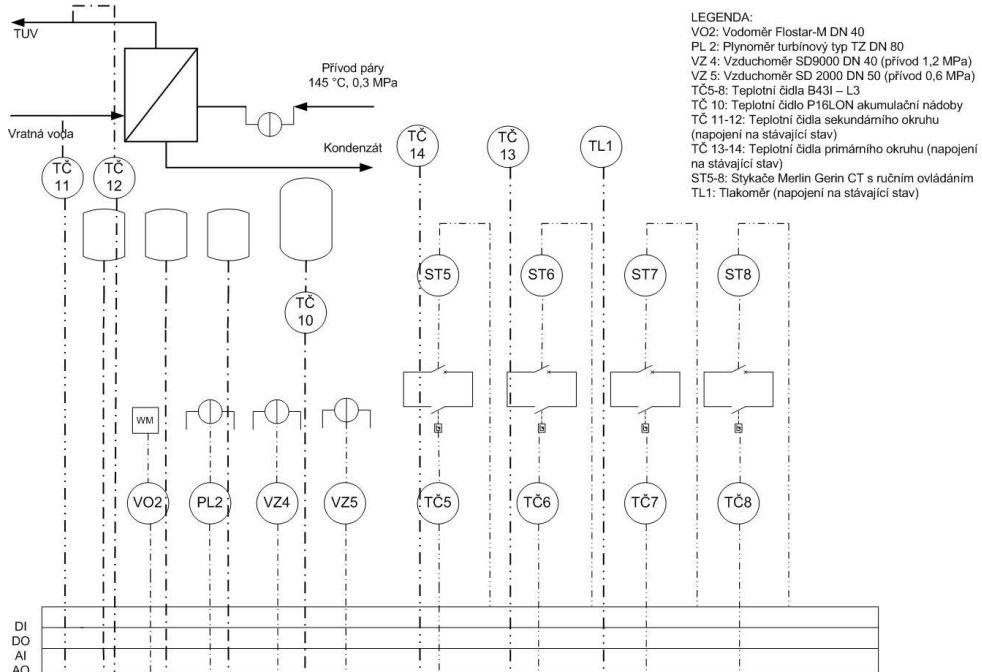 TUV
Přívod páry
145 °C, 0,3 MPa
Vratná voda
Kondenzát
TČ
11
TČ
12
TČ
14
TČ
13
TL1
LEGENDA:
VO2: Vodoměr Flostar-M DN 40
PL 2: Plynoměr turbínový typ TZ DN 80
VZ 4: Vzduchoměr SD9000 DN 40 (přívod 1,2 MPa)
VZ 5: Vzduchoměr SD 2000 DN 50 (přívod 0,6 MPa)
TČ5-8: Teplotní čidla B43I – L3
TČ 10: Teplotní čidlo P16LON akumulační nádoby
TČ 11-12: Teplotní čidla sekundárního okruhu
(napojení na stávající stav)
TČ 13-14: Teplotní čidla primárního okruhu (napojení
na stávající stav)
ST5-8: Stykače Merlin Gerin CT s ručním ovládáním
TL1: Tlakoměr (napojení na stávající stav)
ST5
ST6
ST7
ST8
TČ
10
WM
VO2
PL2
VZ4
VZ5
TČ5
TČ6
TČ7
TČ8
DI
DO
AI
AO